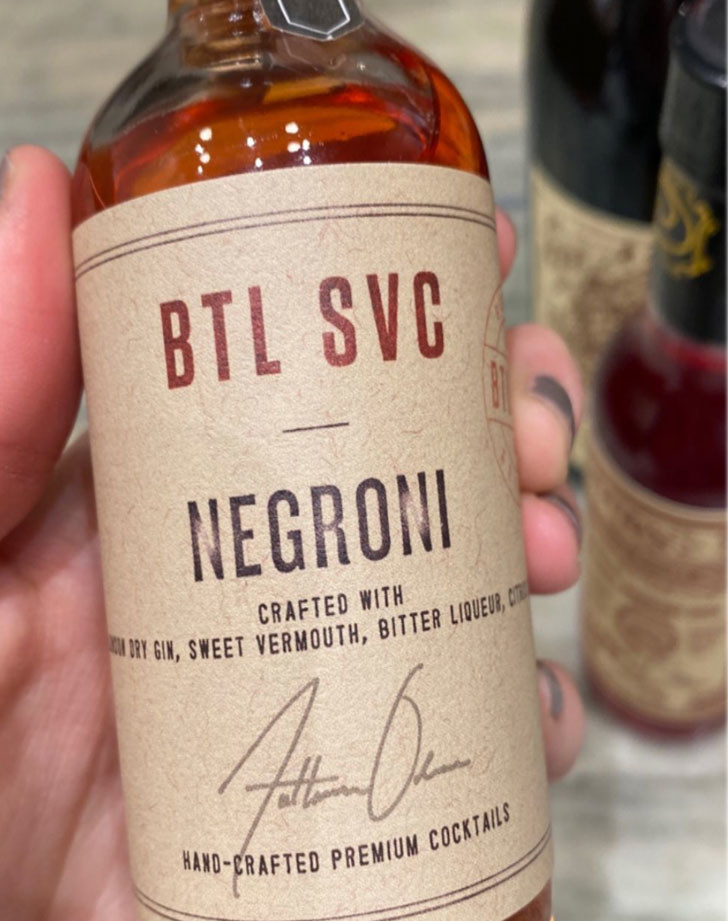 BTL SVC
NEGRONI
CRAFTED WITH
DRY GIN, SWEET VERMOUTH, BITTER LIQUEUR,
HAND-CRAFTED PREMIUM COCKTAILS